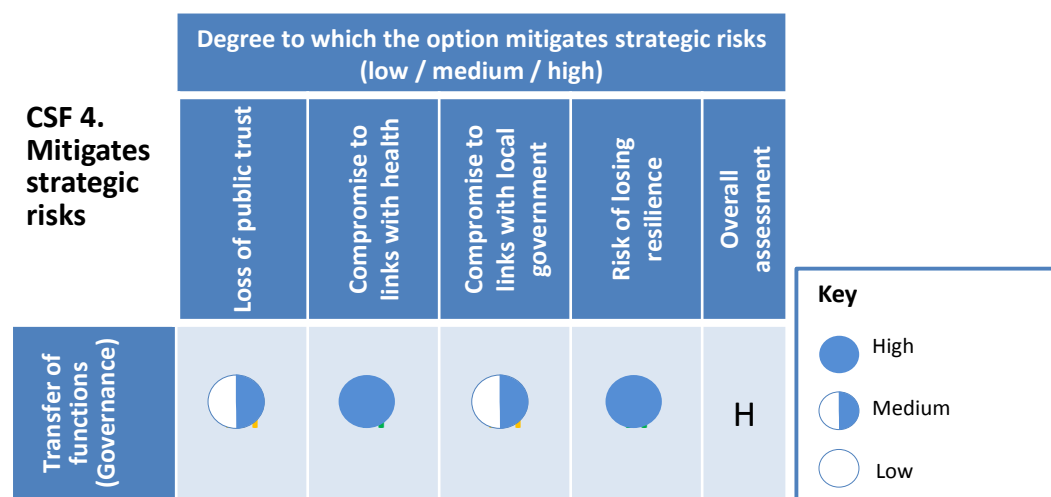 Degree to which the option mitigates strategic risks
(low / medium / high)
CSF 4.
Mitigates
strategic
risks
Loss of public trust
Compromise to
links with health
Compromise to
links with local
government
Risk of losing
resilience
Overall
assessment
Transfer of
functions
(Governance)
H
Key
High
Medium
Low